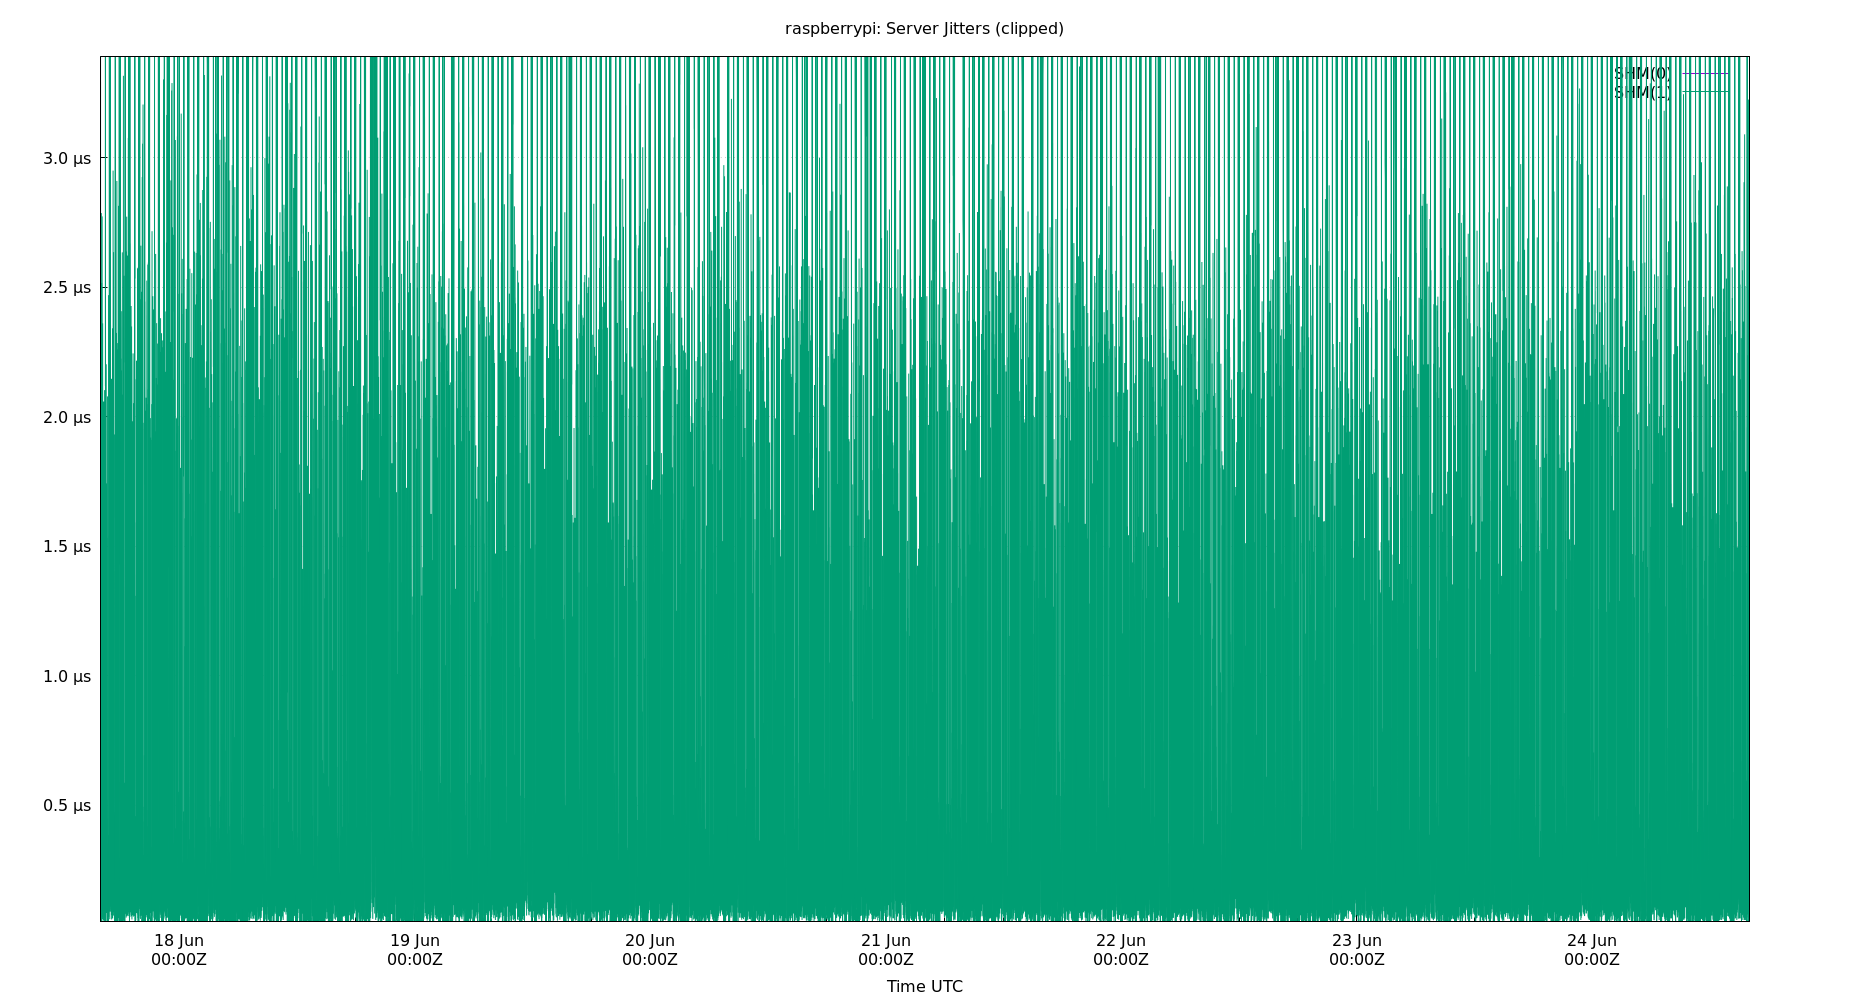 raspberrypi: Server Jitters (clipped)
SHM(0)
SHM(1)
3.0 µs
2.5 µs
2.0 µs
1.5 µs
1.0 µs
0.5 µs
18 Jun 19 Jun 20 Jun 21 Jun 22 Jun 23 Jun 24 Jun
00:00Z 00:00Z 00:00Z 00:00Z 00:00Z 00:00Z 00:00Z
Time UTC